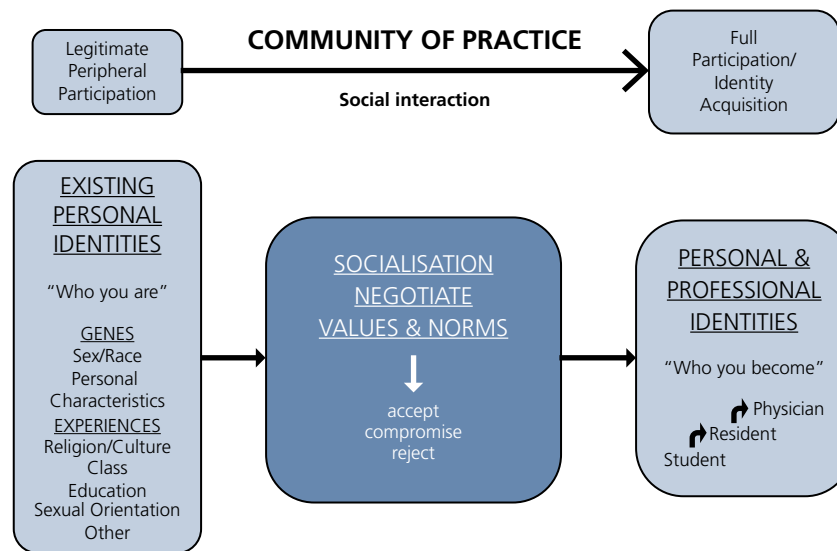 Legitimate
Peripheral
Participation
COMMUNITY OF PRACTICE
Social interaction
Full
Participation/
Identity
Acquisition
EXISTING
PERSONAL
IDENTITIES
“Who you are”
GENES
Sex/Race
Personal
Characteristics
EXPERIENCES
Religion/Culture
Class
Education
Sexual Orientation
Other
SOCIALISATION
NEGOTIATE
VALUES & NORMS
accept
compromise
reject
PERSONAL &
PROFESSIONAL
IDENTITIES
“Who you become”
Physician
Resident
Student